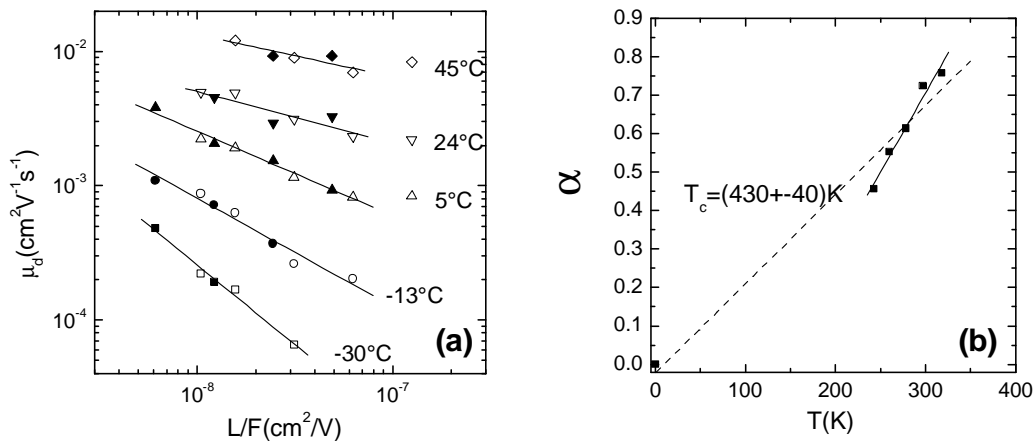 10⁻²
10⁻³
10⁻⁴
μ_d(cm²V⁻¹s⁻¹)
45°C
24°C
5°C
-13°C
-30°C
(a)
10⁻⁸ 10⁻⁷
L/F(cm²/V)
0.9
0.8
0.7
0.6
0.5
0.4
0.3
0.2
0.1
0.0
α
T_c=(430+-40)K
(b)
0 100 200 300 400
T(K)